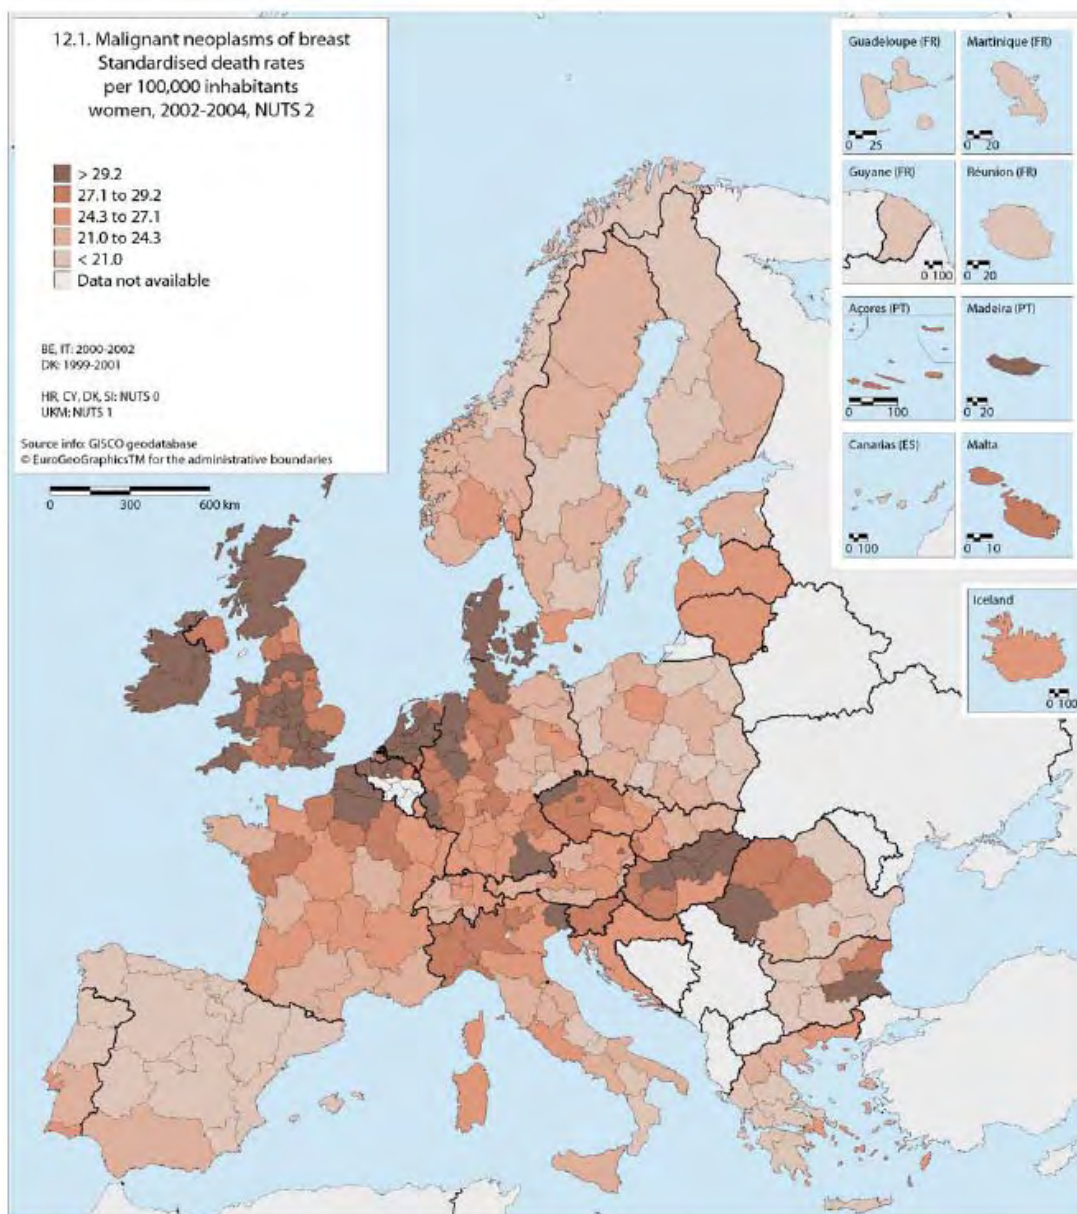 12.1. Malignant neoplasms of breast
Standardised death rates
per 100,000 inhabitants
women, 2002-2004, NUTS 2
> 29.2
27.1 to 29.2
24.3 to 27.1
21.0 to 24.3
< 21.0
Data not available
BE, IT: 2000-2002
DK: 1999-2001
HR, CY, DK, SI: NUTS 0
UKM: NUTS 1
Source info: GISCO geodatabase
© EuroGeoGraphicsTM for the administrative boundaries
0 300 600 km
Guadeloupe (FR)
0 25
Martinique (FR)
0 20
Guyane (FR)
0 100
Réunion (FR)
0 20
Açores (PT)
0 100
Madeira (PT)
0 20
Canarias (ES)
0 100
Malta
0 10
Iceland
0 100